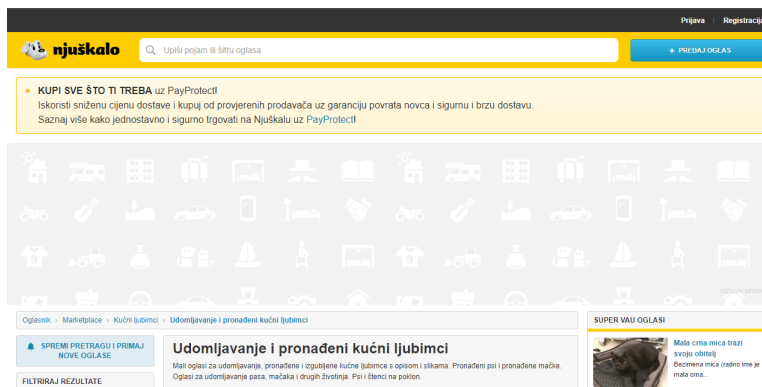 Prijava
Registracija
njuškalo
Upiši pojam ili šifru oglasa
+ PREDAJ OGLAS
KUPI SVE ŠTO TI TREBA uz PayProtect!
Iskoristi sniženu cijenu dostave i kupuj od provjerenih prodavača uz garanciju povrata novca i sigurnu i brzu dostavu.
Saznaj više kako jednostavno i sigurno trgovati na Njuškalu uz PayProtect!
Oglasnik › Marketplace › Kućni ljubimci › Udomljavanje i pronađeni kućni ljubimci
SUPER VAU OGLASI
SPREMI PRETRAGU I PRIMAJ
NOVE OGLASE
Udomljavanje i pronađeni kućni ljubimci
Mali oglasi za udomljavanje, pronađene i izgubljene kućne ljubimce s opisom i slikama. Pronađeni psi i pronađene mačke.
Oglasi za udomljavanje pasa, mačaka i drugih životinja. Psi i štenci na poklon.
Mala crna mica trazi
svoju obitelj
Bezimena mica (radno ime je
mala crna...
FILTRIRAJ REZULTATE